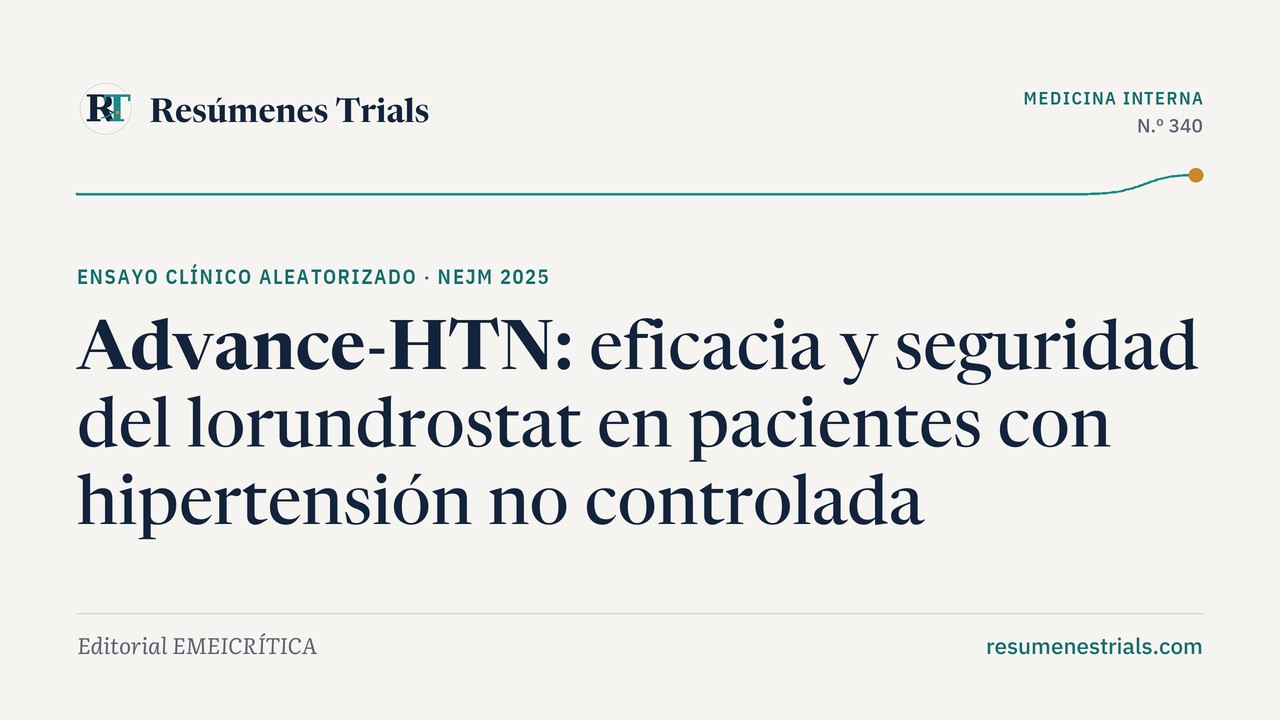 RT Resúmenes Trials
MEDICINA INTERNA
N.º 340
ENSAYO CLÍNICO ALEATORIZADO · NEJM 2025
Advance-HTN: eficacia y seguridad
del lorundrostat en pacientes con
hipertensión no controlada
Editorial EMEICRÍTICA
resumenestrials.com